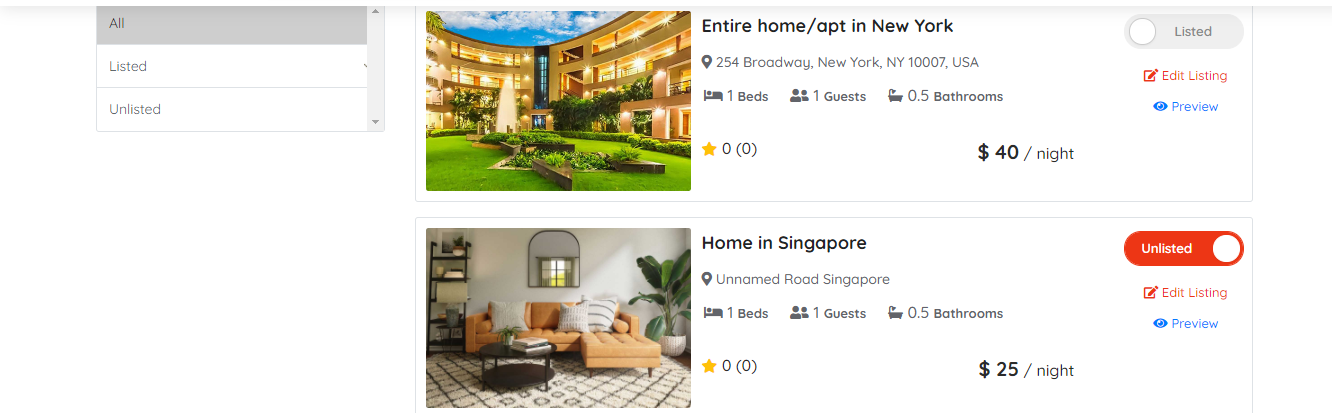 All
Listed
Unlisted
Entire home/apt in New York
254 Broadway, New York, NY 10007, USA
1 Beds 1 Guests 0.5 Bathrooms
0 (0)
$ 40 / night
Listed
Edit Listing
Preview
Home in Singapore
Unnamed Road Singapore
1 Beds 1 Guests 0.5 Bathrooms
0 (0)
$ 25 / night
Unlisted
Edit Listing
Preview